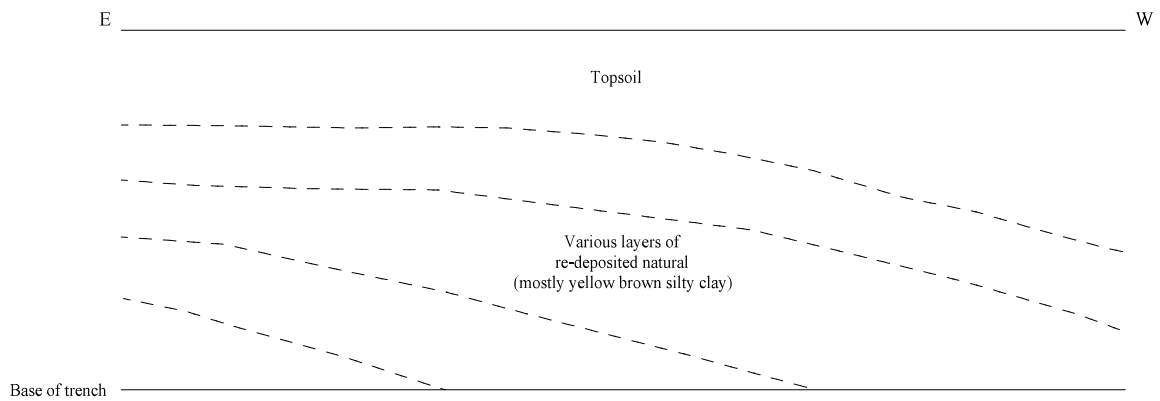 E
W
Topsoil
Various layers of
re-deposited natural
(mostly yellow brown silty clay)
Base of trench